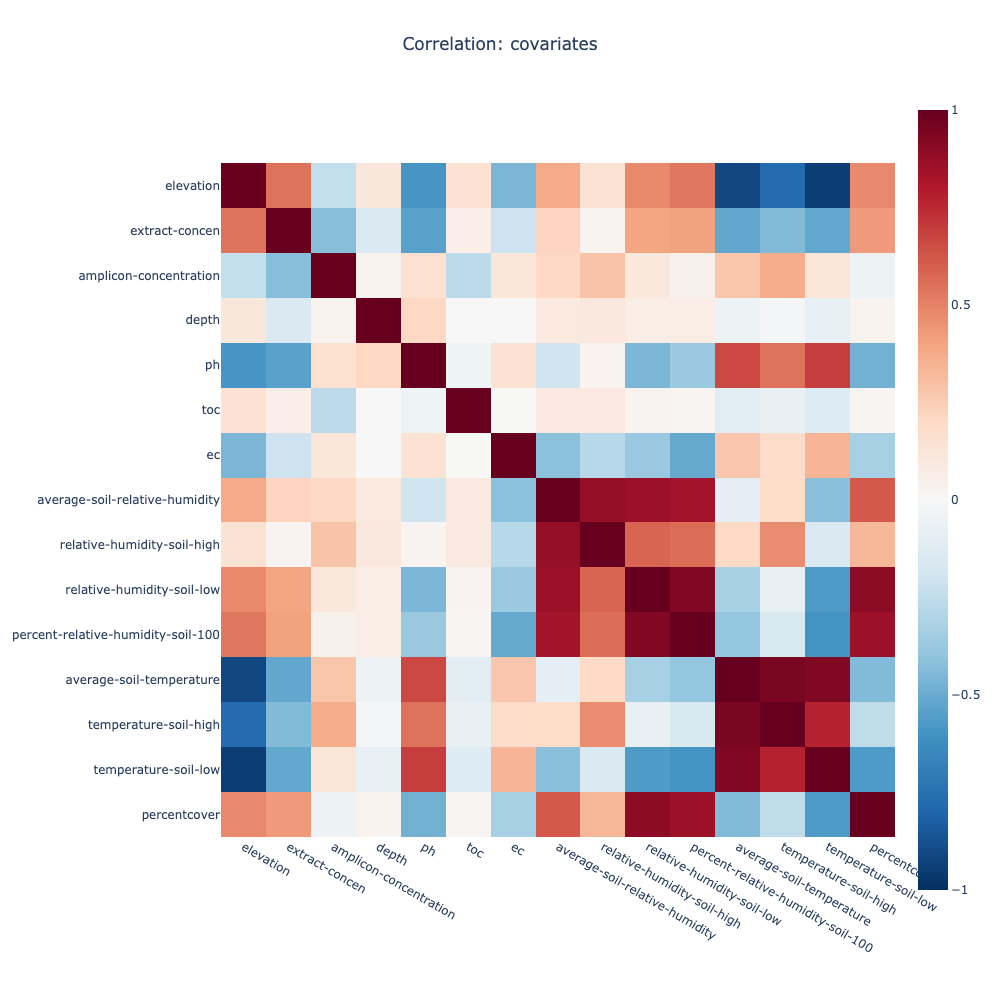 Correlation: covariates
1
elevation
extract-concen
amplicon-concentration
depth
0.5
ph
toc
ec
average-soil-relative-humidity
0
relative-humidity-soil-high
relative-humidity-soil-low
percent-relative-humidity-soil-100
average-soil-temperature
−0.5
temperature-soil-high
temperature-soil-low
percentcover
elevation
extract-concen
amplicon-concentration
depth
ph
toc
ec
average-soil-relative-humidity
relative-humidity-soil-high
relative-humidity-soil-low
percent-relative-humidity-soil-100
average-soil-temperature
temperature-soil-high
temperature-soil-low
−1